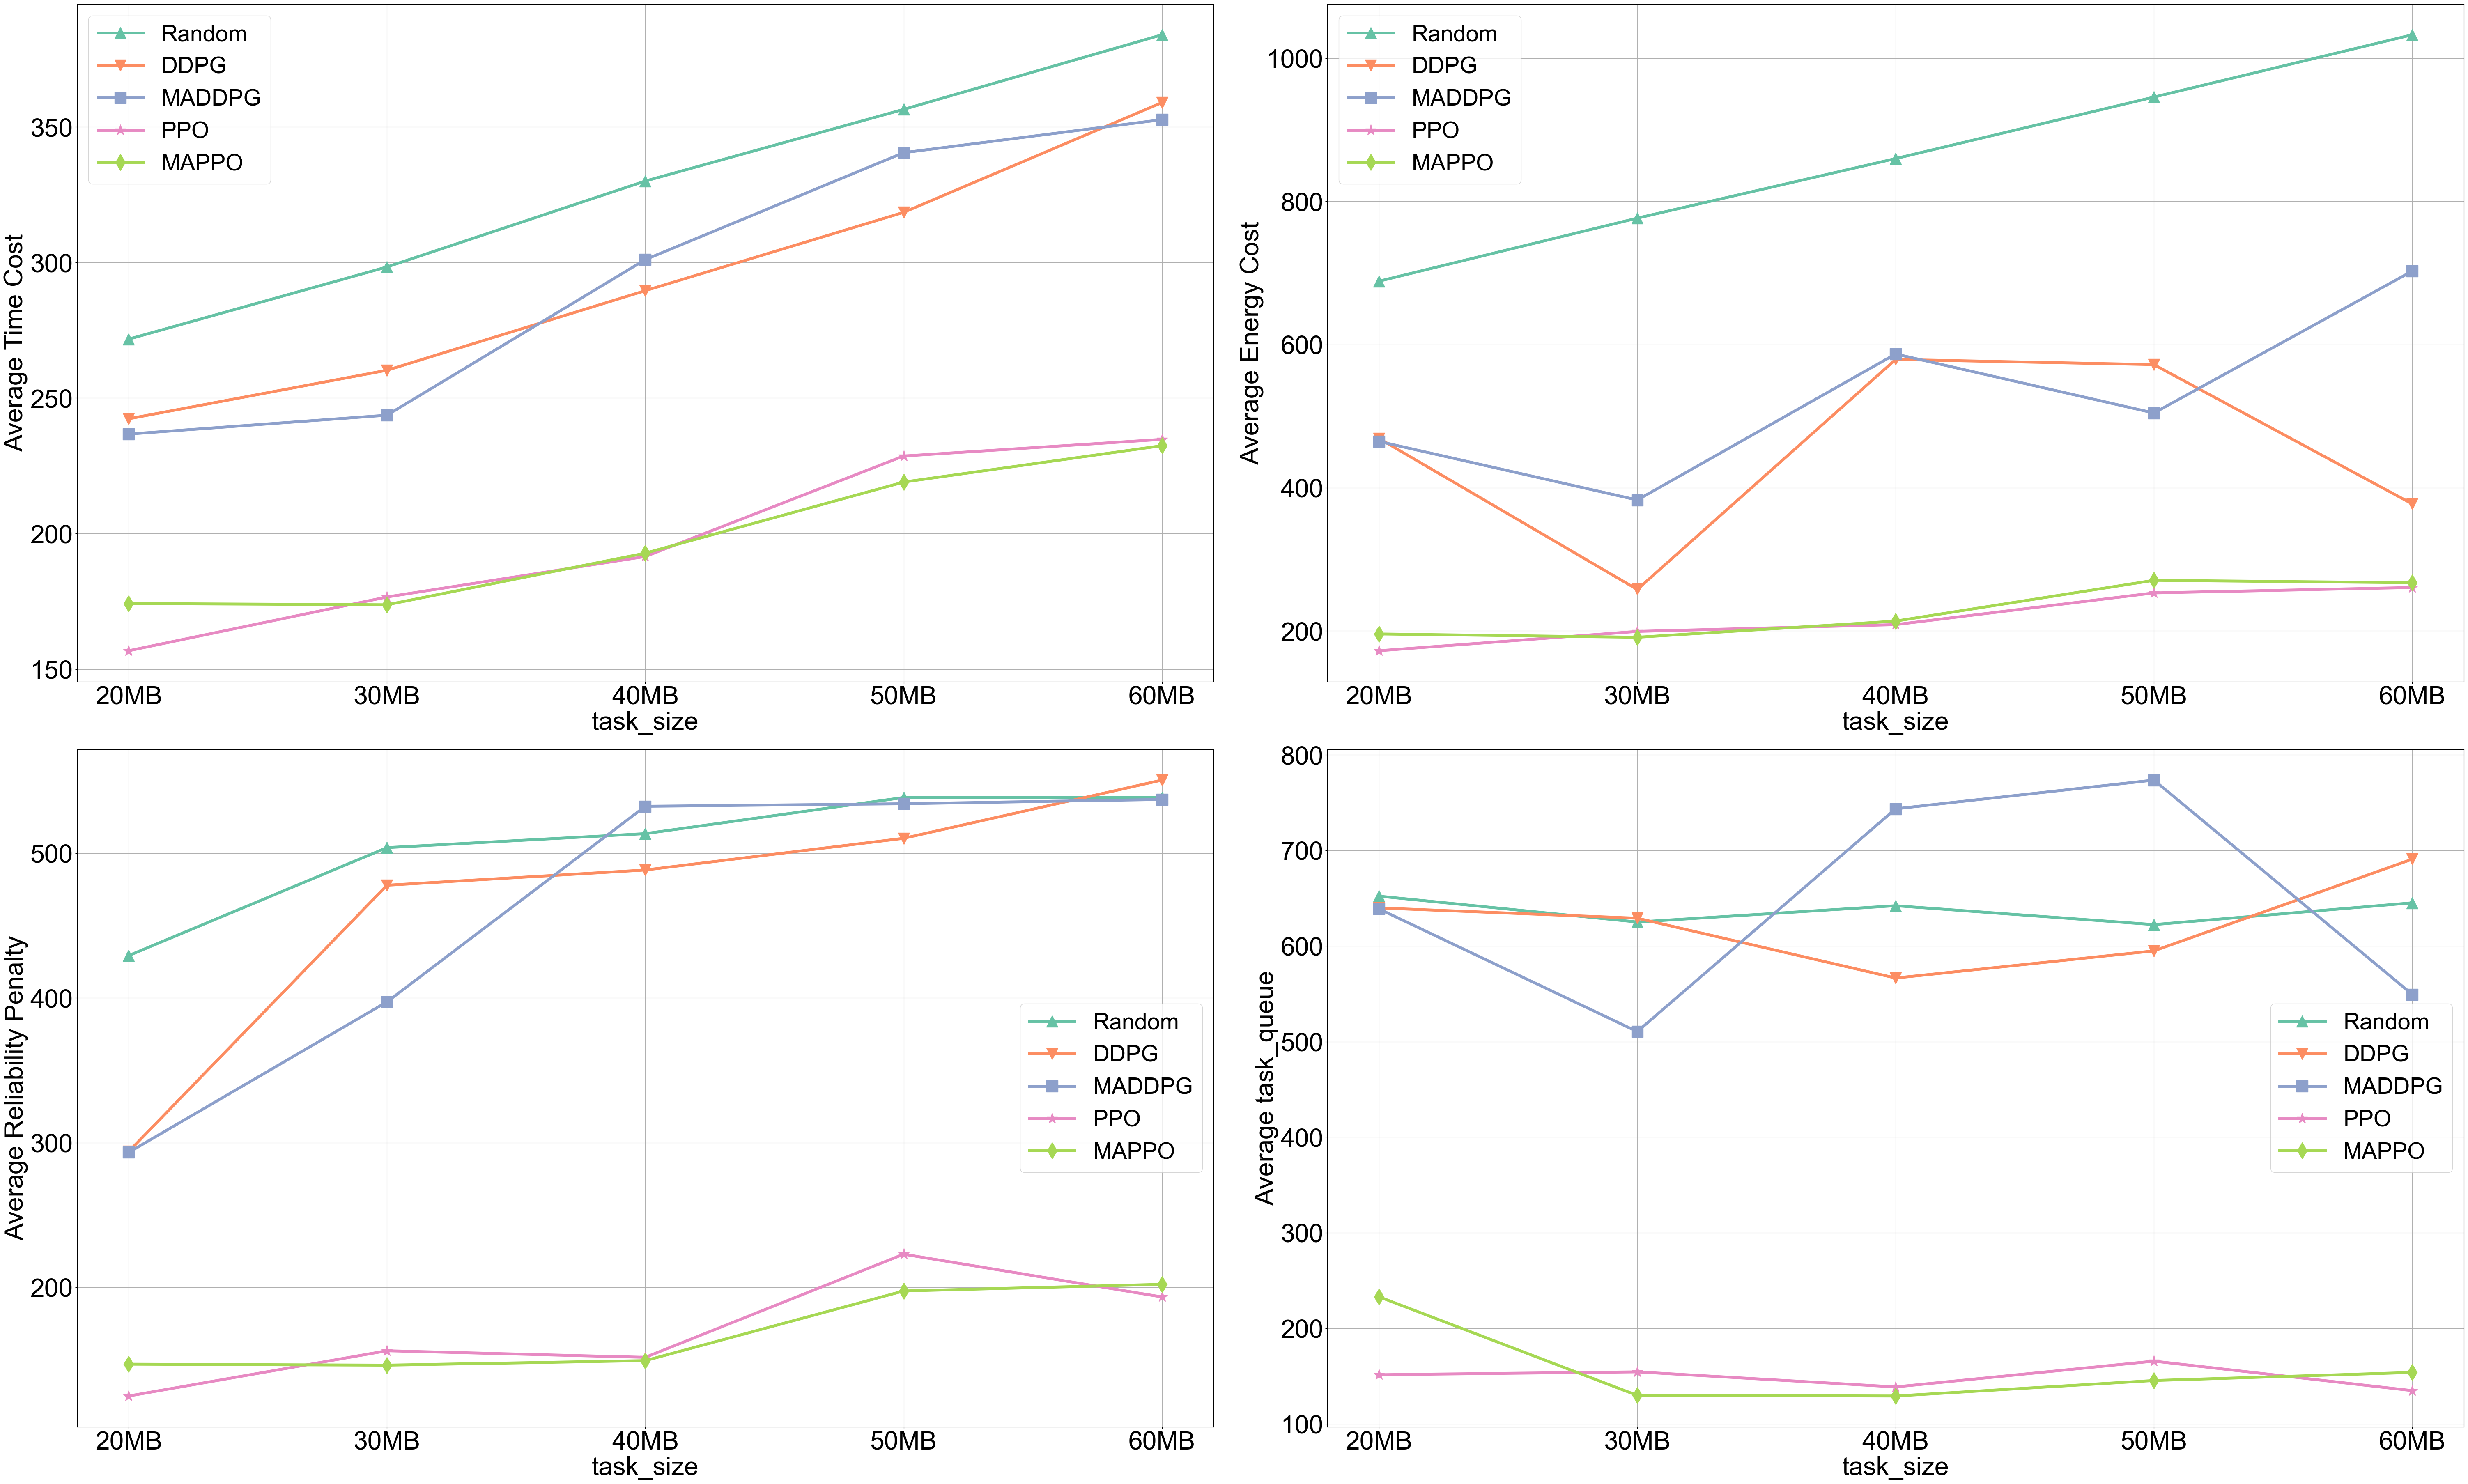 Average Time Cost
350
300
250
200
150
Random
DDPG
MADDPG
PPO
MAPPO
20MB 30MB 40MB 50MB 60MB
task_size
Average Energy Cost
1000
800
600
400
200
Random
DDPG
MADDPG
PPO
MAPPO
20MB 30MB 40MB 50MB 60MB
task_size
Average Reliability Penalty
500
400
300
200
Random
DDPG
MADDPG
PPO
MAPPO
20MB 30MB 40MB 50MB 60MB
task_size
Average task_queue
800
700
600
500
400
300
200
100
Random
DDPG
MADDPG
PPO
MAPPO
20MB 30MB 40MB 50MB 60MB
task_size